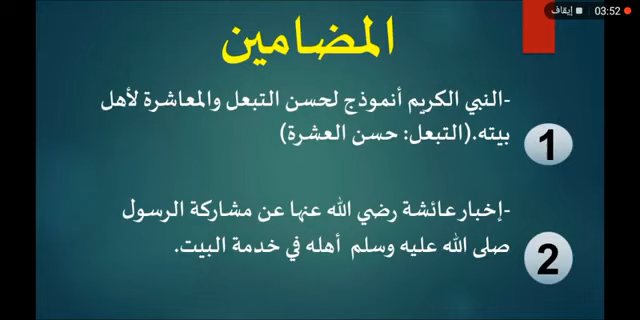 03:52
إيقاف
المضامين
-النبي الكريم أنموذج لحسن التبعل والمعاشرة لأهل
بيته.(التبعل: حسن العشرة)
1
-إخبار عائشة رضي الله عنها عن مشاركة الرسول
صلى الله عليه وسلم أهله في خدمة البيت.
2